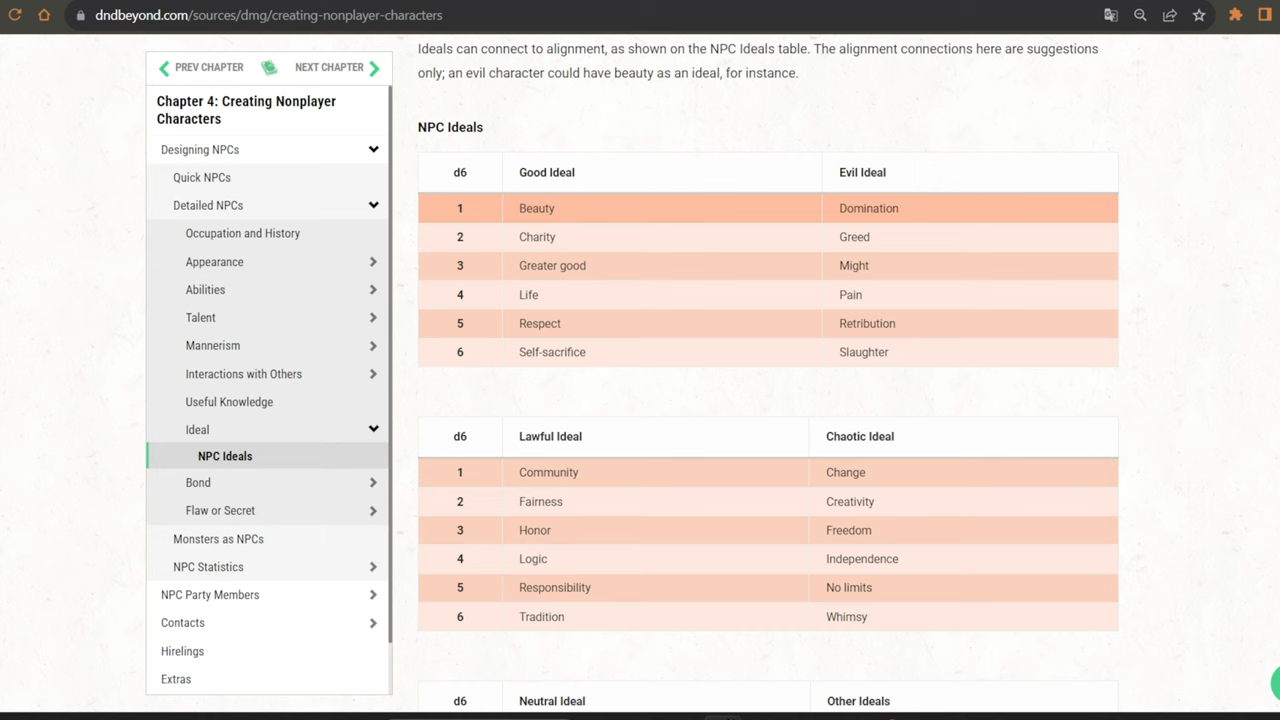 dndbeyond.com/sources/dmg/creating-nonplayer-characters
PREV CHAPTER NEXT CHAPTER
Chapter 4: Creating Nonplayer
Characters
Designing NPCs
Quick NPCs
Detailed NPCs
Occupation and History
Appearance
Abilities
Talent
Mannerism
Interactions with Others
Useful Knowledge
Ideal
NPC Ideals
Bond
Flaw or Secret
Monsters as NPCs
NPC Statistics
NPC Party Members
Contacts
Hirelings
Extras
Ideals can connect to alignment, as shown on the NPC Ideals table. The alignment connections here are suggestions
only; an evil character could have beauty as an ideal, for instance.
NPC Ideals
d6 Good Ideal Evil Ideal
1 Beauty Domination
2 Charity Greed
3 Greater good Might
4 Life Pain
5 Respect Retribution
6 Self-sacrifice Slaughter
d6 Lawful Ideal Chaotic Ideal
1 Community Change
2 Fairness Creativity
3 Honor Freedom
4 Logic Independence
5 Responsibility No limits
6 Tradition Whimsy
d6 Neutral Ideal Other Ideals